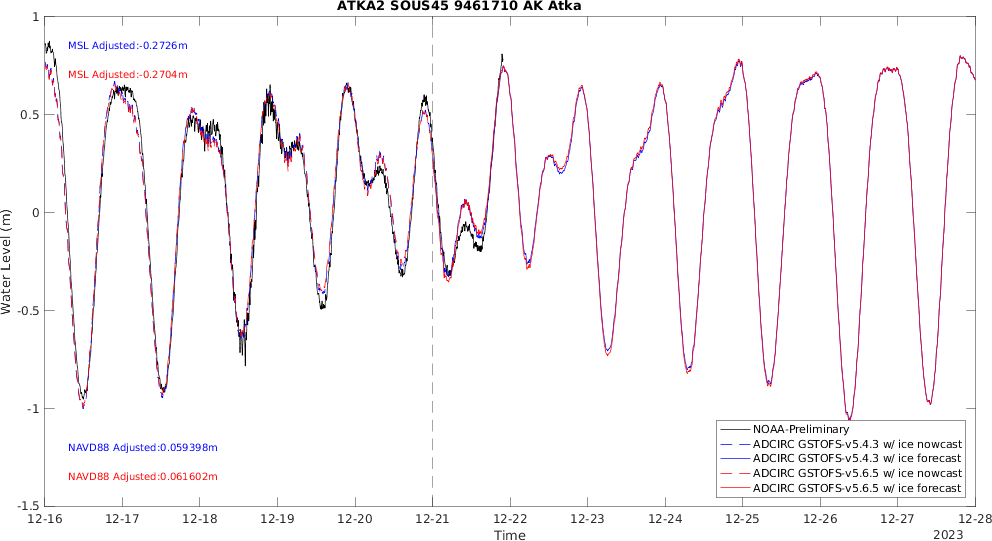 ATKA2 SOUS45 9461710 AK Atka
MSL Adjusted:-0.2726m
MSL Adjusted:-0.2704m
NAVD88 Adjusted:0.059398m
NAVD88 Adjusted:0.061602m
1
0.5
0
-0.5
-1
-1.5
Water Level (m)
NOAA-Preliminary
ADCIRC GSTOFS-v5.4.3 w/ ice nowcast
ADCIRC GSTOFS-v5.4.3 w/ ice forecast
ADCIRC GSTOFS-v5.6.5 w/ ice nowcast
ADCIRC GSTOFS-v5.6.5 w/ ice forecast
12-16 12-17 12-18 12-19 12-20 12-21 12-22 12-23 12-24 12-25 12-26 12-27 12-28
Time
2023